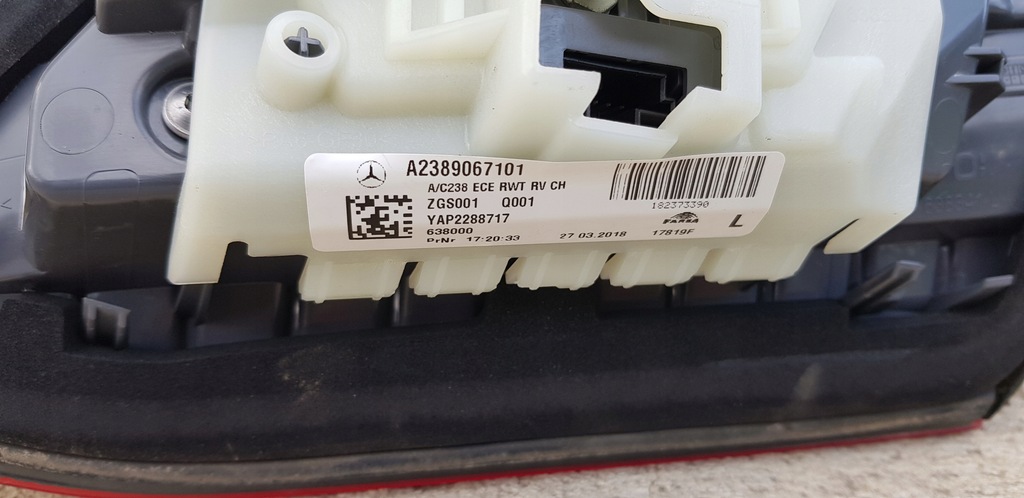 A2389067101
A/C238 ECE RWT RV CH
ZGS001 Q001
YAP2288717
638000
PrNr 17:20:33 27 03.2018 17819F L
182373390
FARBA